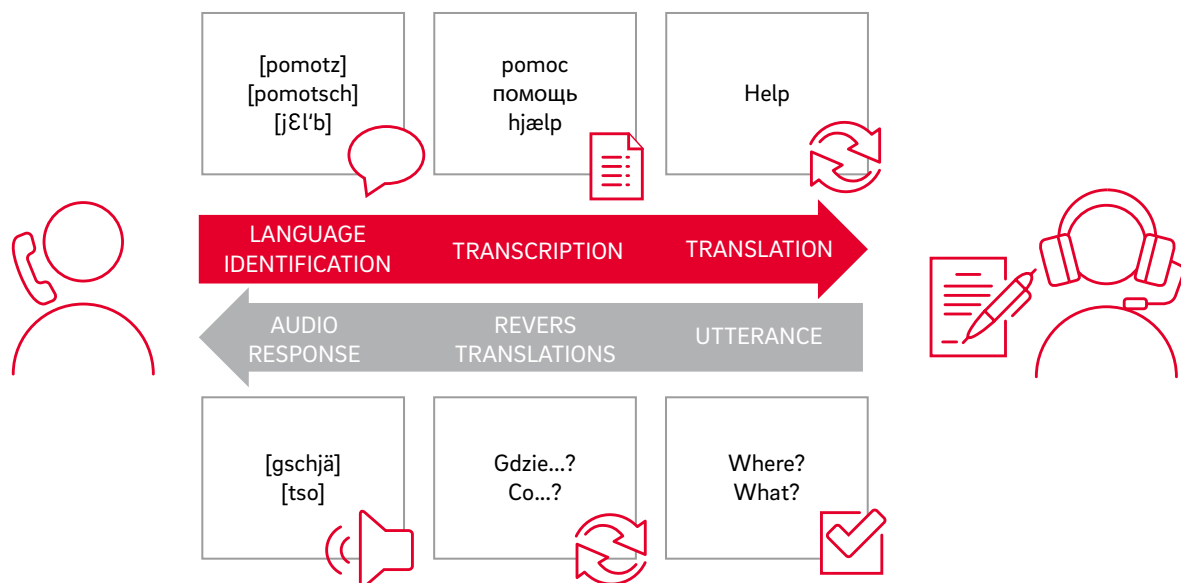 [pomotz]
[pomotsch]
[jƐl'b]
pomoc
помощь
hjælp
Help
LANGUAGE
IDENTIFICATION
TRANSCRIPTION
TRANSLATION
AUDIO
RESPONSE
REVERS
TRANSLATIONS
UTTERANCE
[gschjä]
[tso]
Gdzie...?
Co...?
Where?
What?